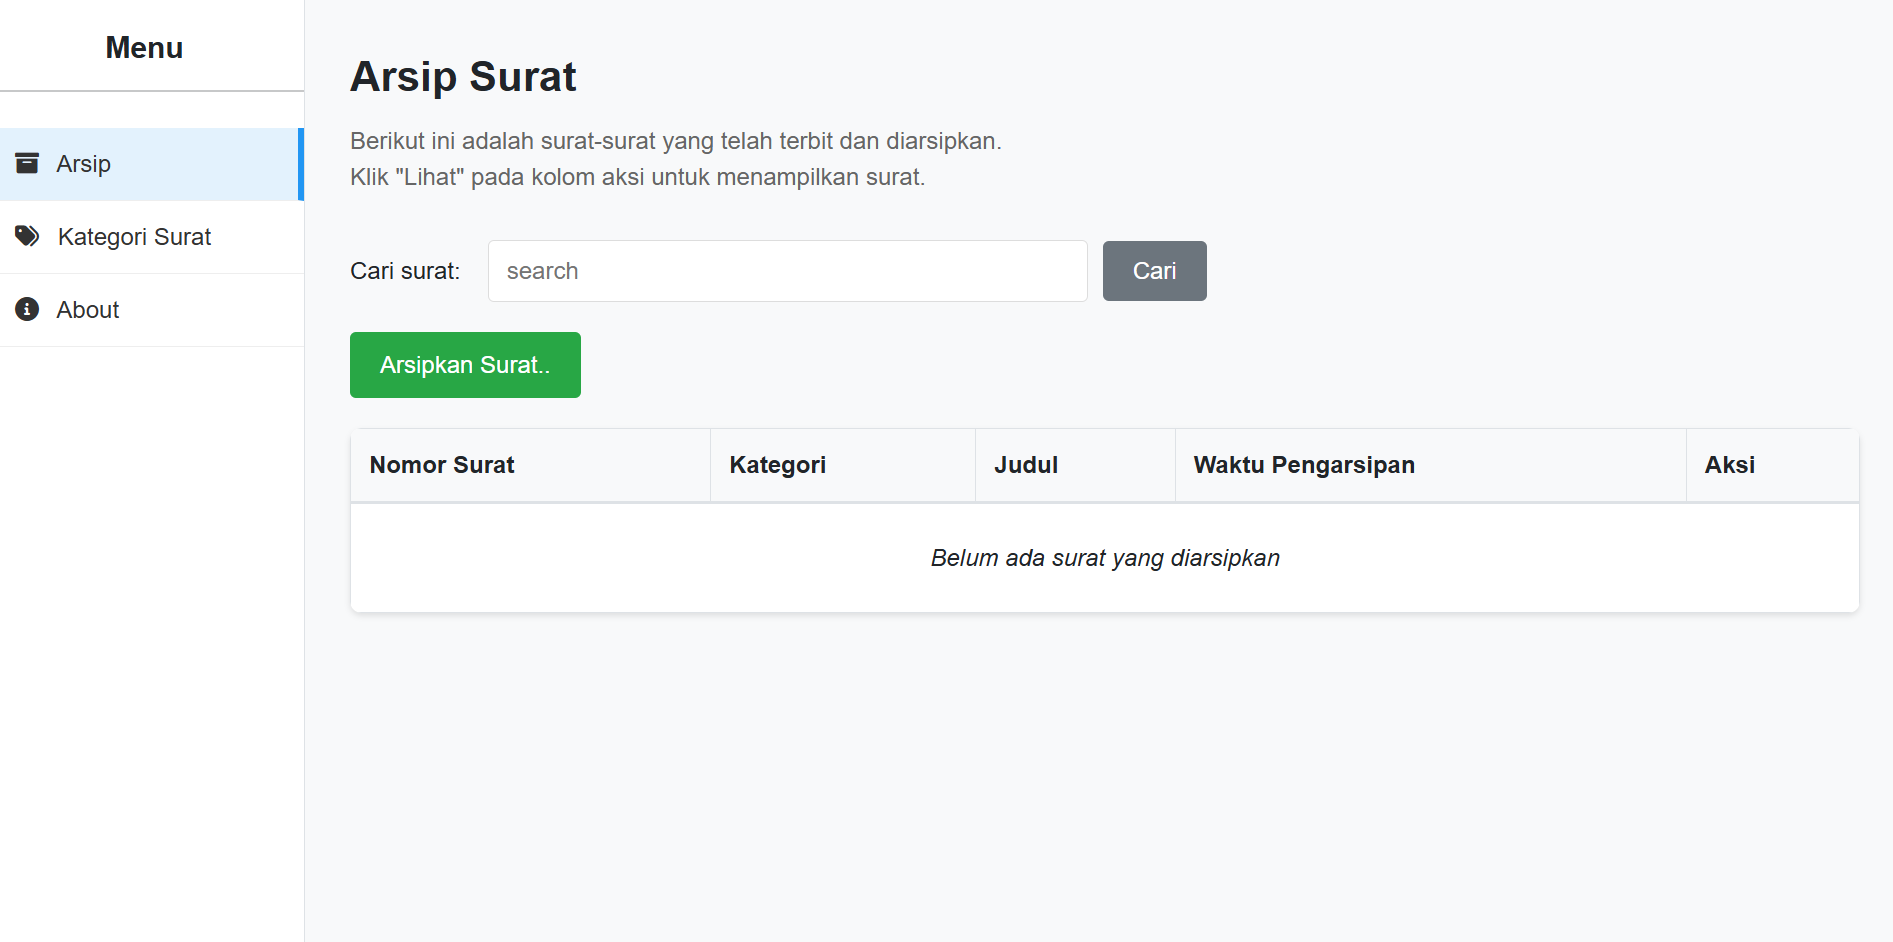 Menu
Arsip
Kategori Surat
About
Arsip Surat
Berikut ini adalah surat-surat yang telah terbit dan diarsipkan.
Klik "Lihat" pada kolom aksi untuk menampilkan surat.
Cari surat: search Cari
Arsipkan Surat..
Nomor Surat Kategori Judul Waktu Pengarsipan Aksi
Belum ada surat yang diarsipkan